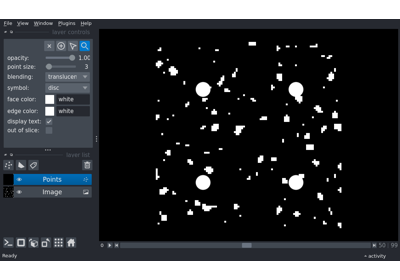 File View Window Plugins Help
layer controls
opacity: 1.00
point size: 3
blending: translucen
symbol: disc
face color: white
edge color: white
display text:
out of slice:
layer list
Points
Image
0 50 99
Ready activity